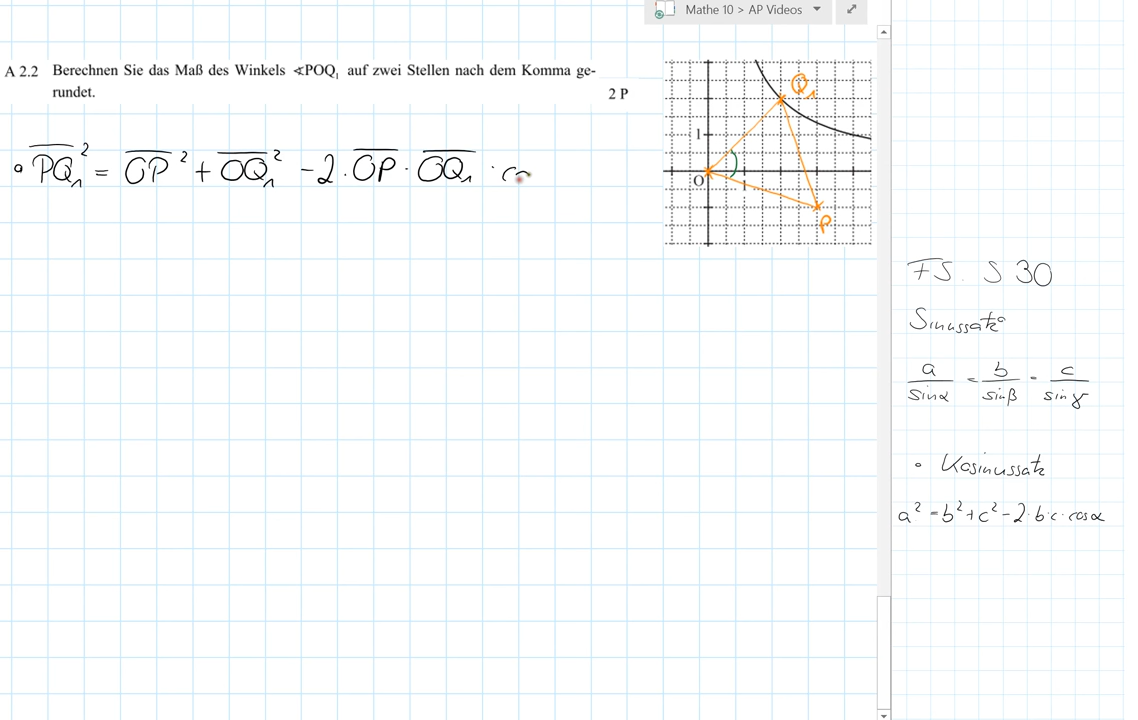 Mathe 10 > AP Videos
A 2.2 Berechnen Sie das Maß des Winkels ∢POQ₁ auf zwei Stellen nach dem Komma ge-
rundet.
2 P
Q₁
1
O
1
P
PQ₁² = OP² + OQ₁² - 2 · OP · OQ₁ · co
FS. S 30
Sinussatz
a/sinα = b/sinβ = c/sinγ
• Kosinussatz
a² = b² + c² - 2 · b · c · cosα